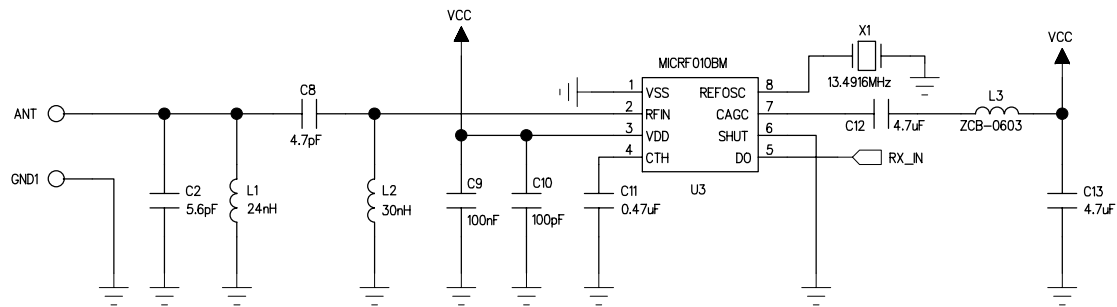 VCC
X1
VCC
MICRF010BM
13.4916MHz
C8
1
VSS
REFOSC
8
L3
ANT
2
RFIN
CAGC
7
4.7pF
C12
4.7uF
ZCB-0603
3
VDD
SHUT
6
4
CTH
DO
5
RX_IN
GND1
U3
C2
5.6pF
L1
24nH
L2
30nH
C9
100nF
C10
100pF
C11
0.47uF
C13
4.7uF